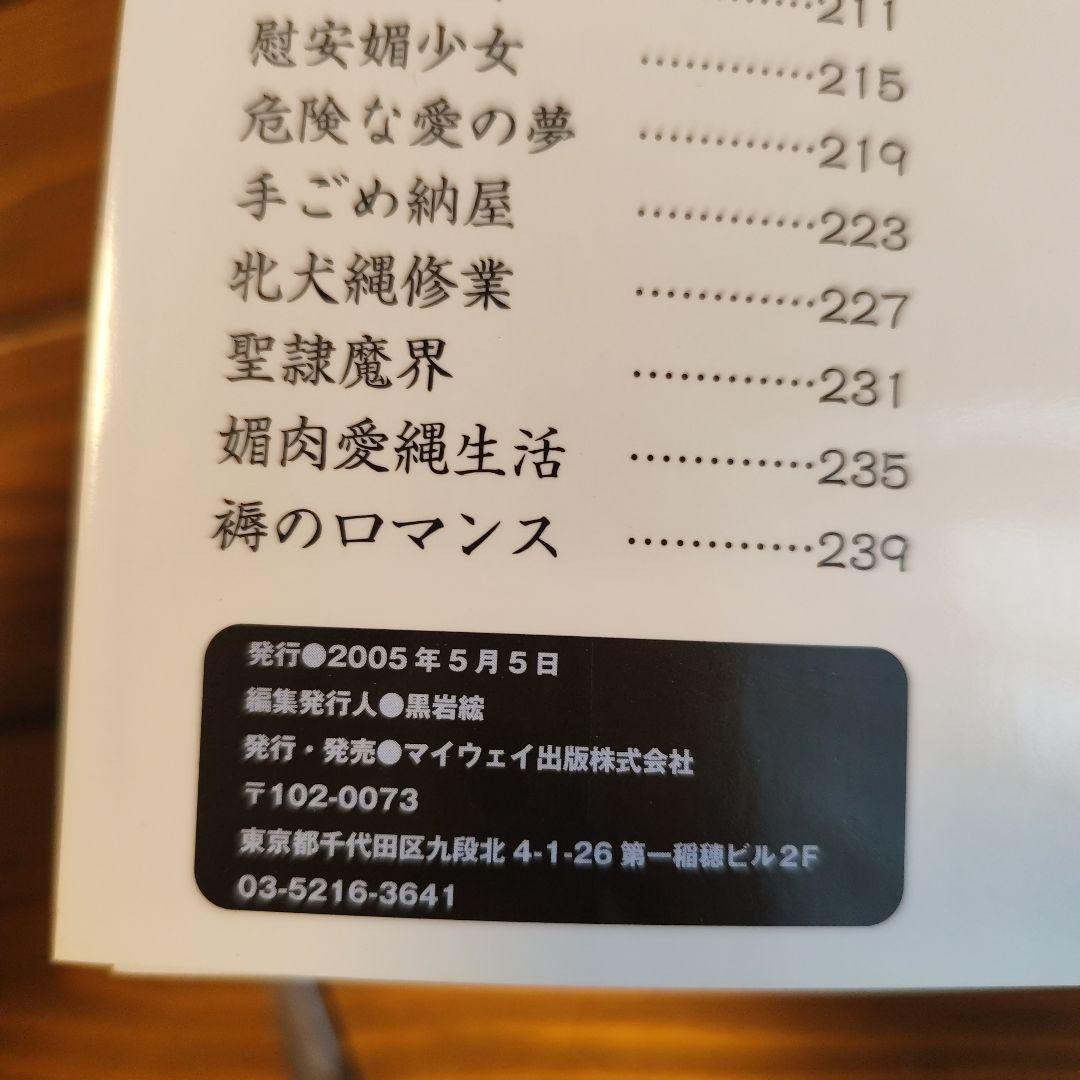 211
慰安媚少女 …………215
危険な愛の夢 …………219
手ごめ納屋 …………223
牝犬縄修業 …………227
聖隷魔界 …………231
媚肉愛縄生活 …………235
褥のロマンス …………239
発行●2005年5月5日
編集発行人●黒岩絃
発行・発売●マイウェイ出版株式会社
〒102-0073
東京都千代田区九段北 4-1-26 第一稲穂ビル2F
03-5216-3641